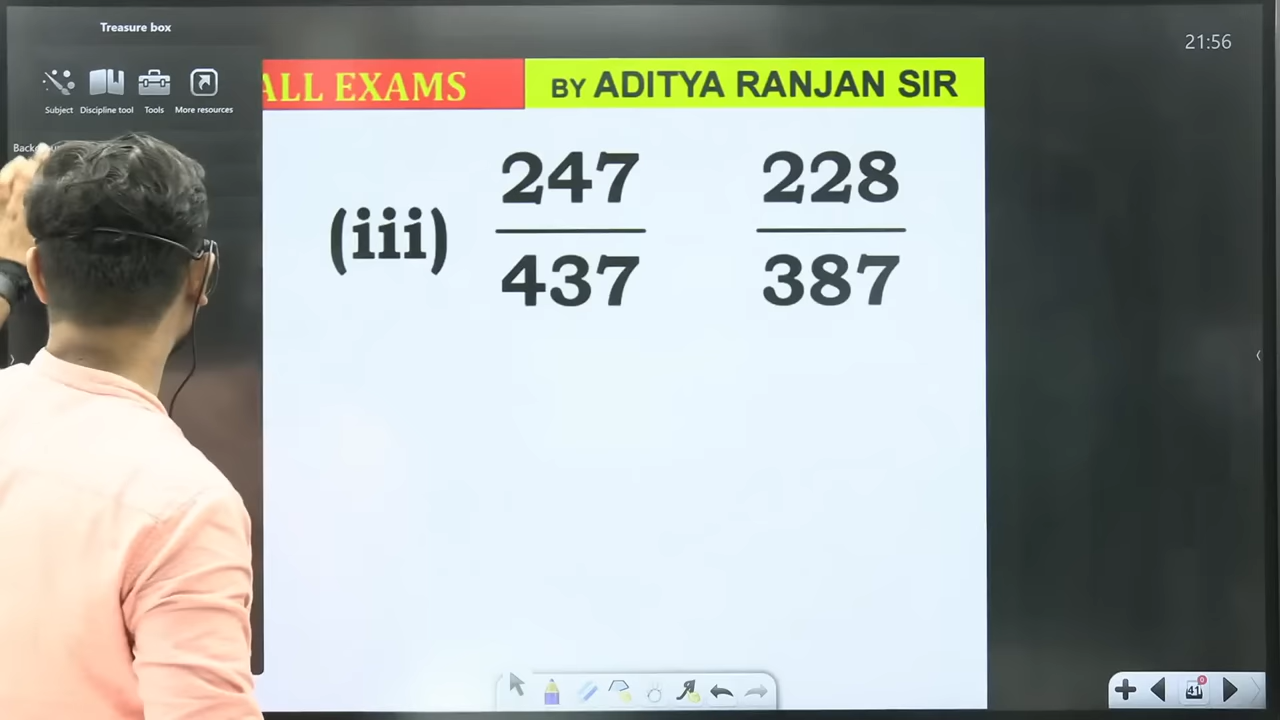 Treasure box
21:56
Subject Discipline tool Tools More resources
ALL EXAMS
BY ADITYA RANJAN SIR
(iii) 247/437 228/387
41